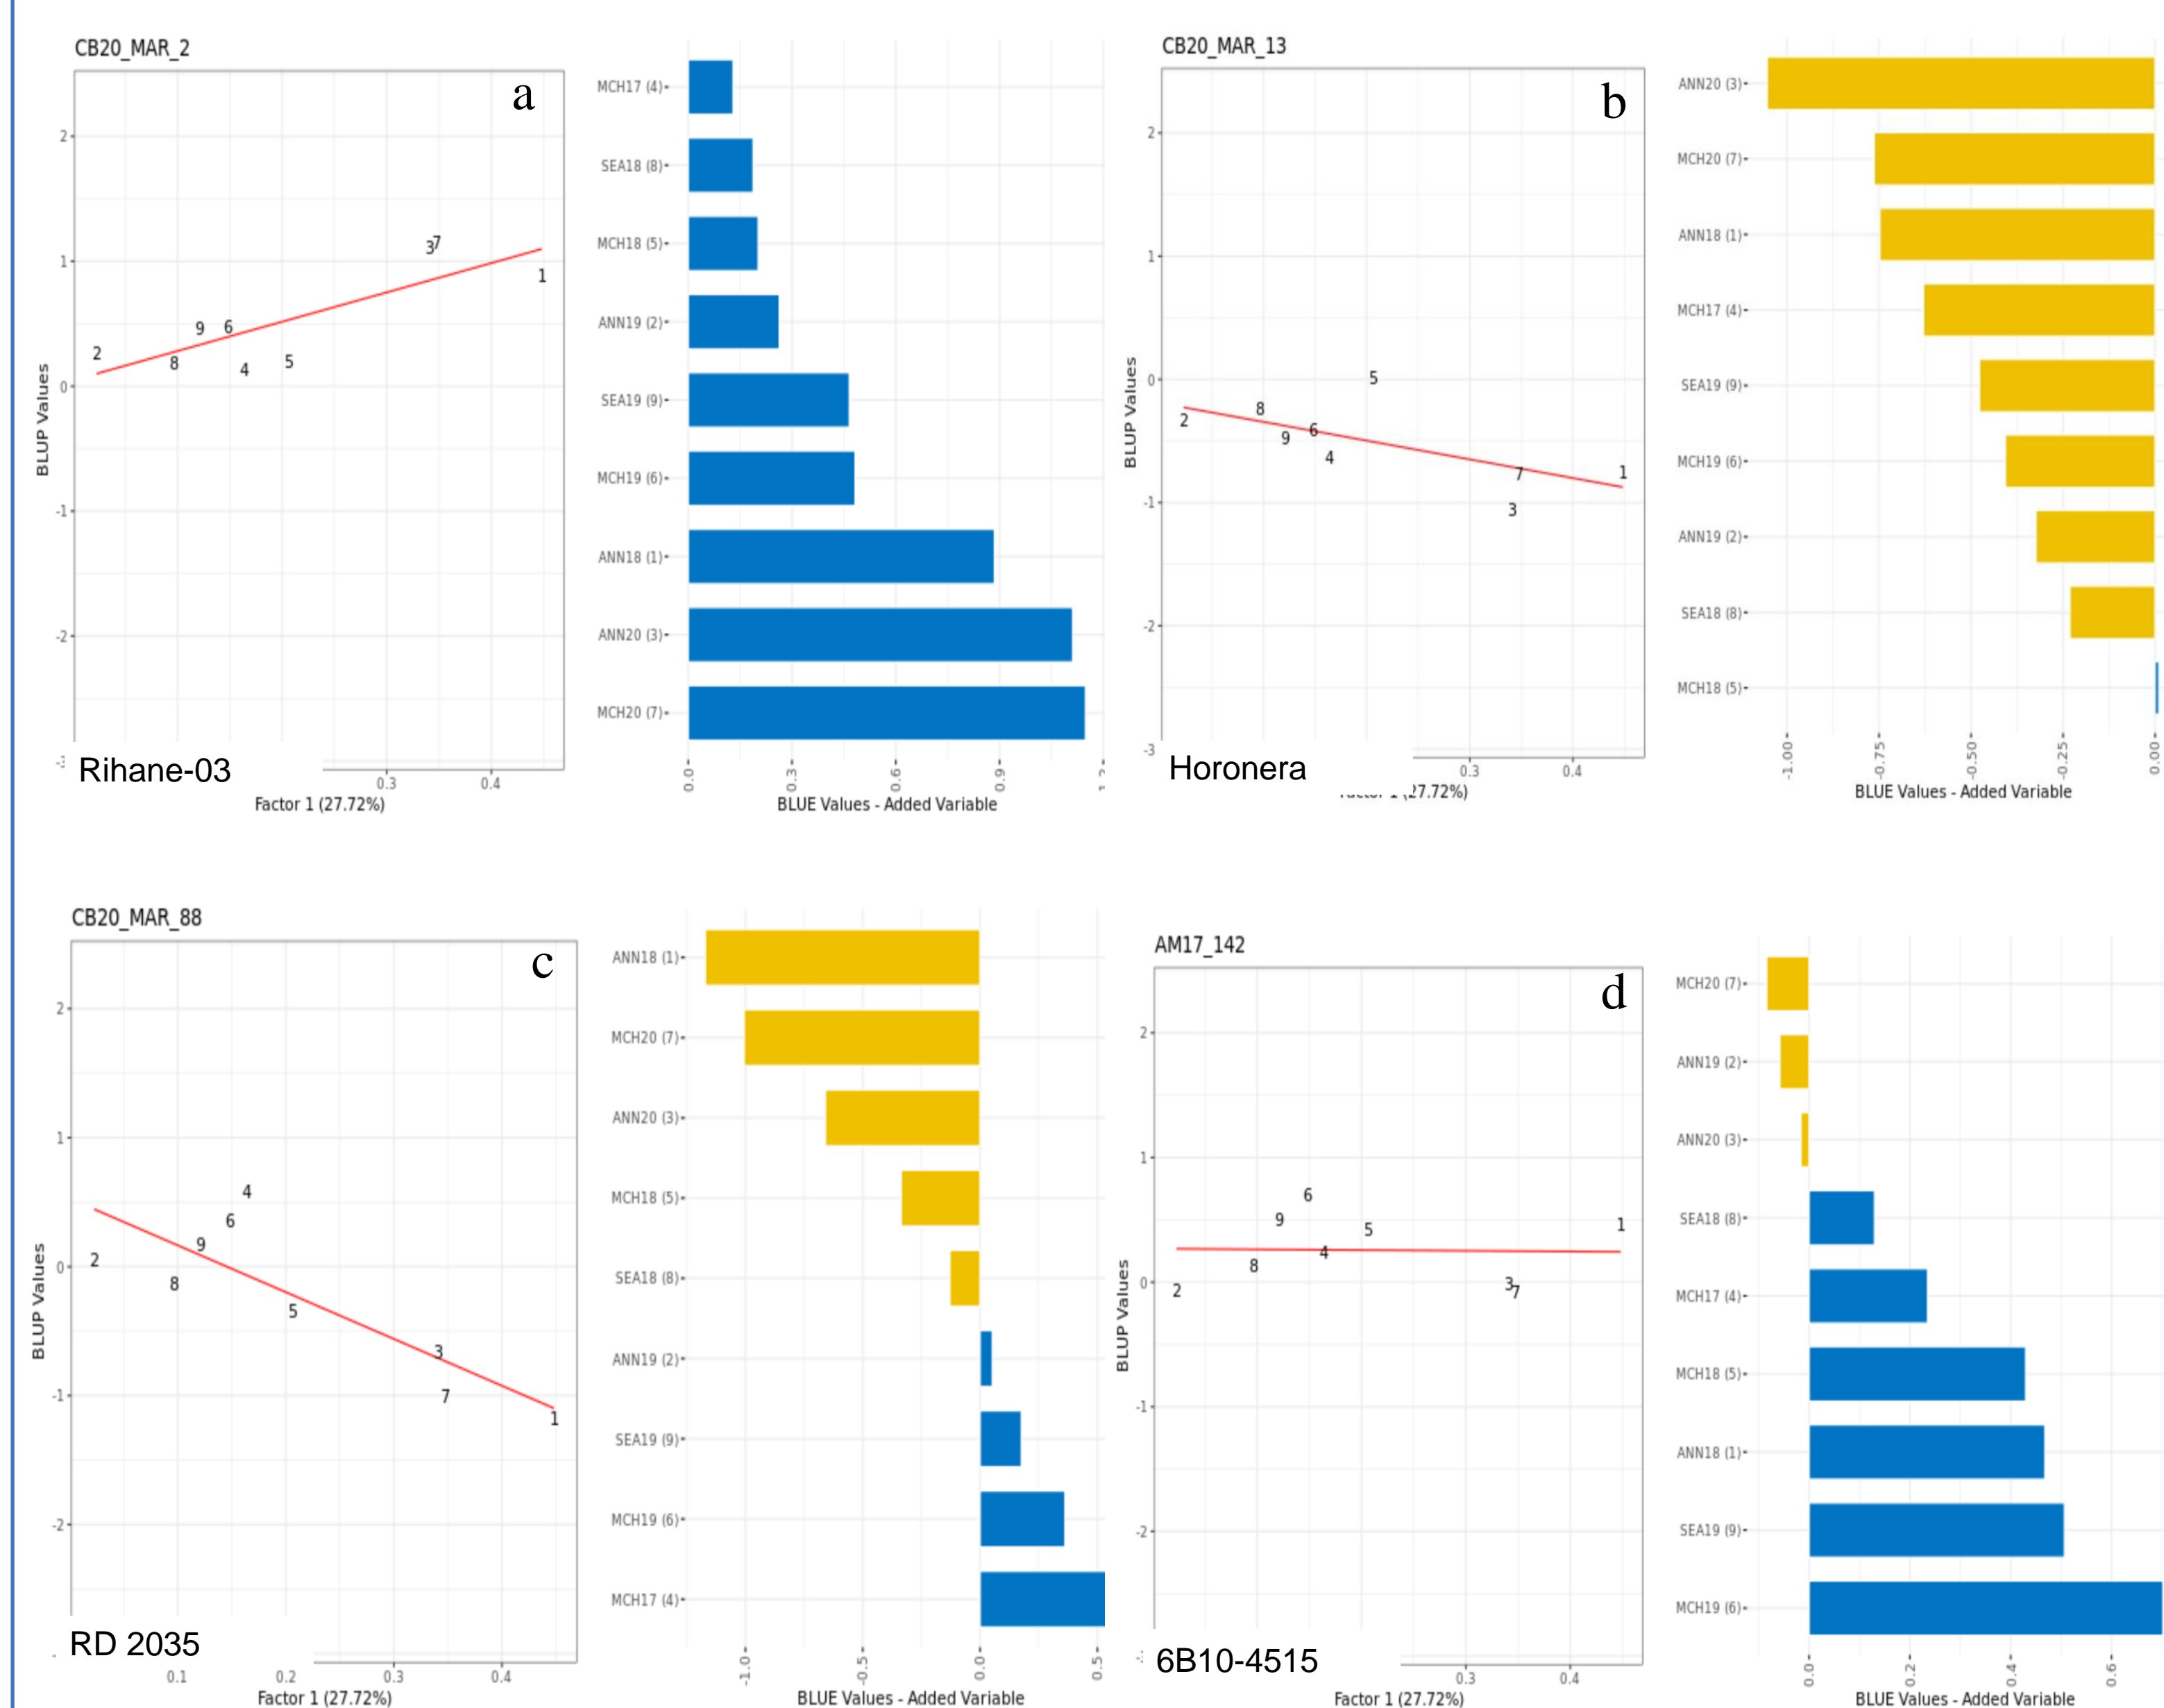 CB20_MAR_2
a
2
1
0
-1
-2
BLUP Values
3 7
1
9 6
2
8
4 5
Rihane-03
0.3 0.4
Factor 1 (27.72%)
MCH17 (4)
SEA18 (8)
MCH18 (5)
ANN19 (2)
SEA19 (9)
MCH19 (6)
ANN18 (1)
ANN20 (3)
MCH20 (7)
0.0 0.3 0.6 0.9
BLUE Values - Added Variable
CB20_MAR_13
b
2
1
0
-1
-2
-3
BLUP Values
5
8
2
9 6
4
7 1
3
Horonera
0.3 0.4
(27.72%)
ANN20 (3)
MCH20 (7)
ANN18 (1)
MCH17 (4)
SEA19 (9)
MCH19 (6)
ANN19 (2)
SEA18 (8)
MCH18 (5)
-1.00 -0.75 -0.50 -0.25 0.00
BLUE Values - Added Variable
CB20_MAR_88
c
2
1
0
-1
-2
BLUP Values
4
6
9
2
8
5
3
7
1
RD 2035
0.1 0.2 0.3 0.4
Factor 1 (27.72%)
ANN18 (1)
MCH20 (7)
ANN20 (3)
MCH18 (5)
SEA18 (8)
ANN19 (2)
SEA19 (9)
MCH19 (6)
MCH17 (4)
-1.0 -0.5 0.0 0.5
BLUE Values - Added Variable
AM17_142
d
2
1
0
-1
-2
BLUP Values
6
9
5 1
4
8
2
3 7
6B10-4515
0.3 0.4
Factor 1 (27.72%)
MCH20 (7)
ANN19 (2)
ANN20 (3)
SEA18 (8)
MCH17 (4)
MCH18 (5)
ANN18 (1)
SEA19 (9)
MCH19 (6)
0.0 0.2 0.4 0.6
BLUE Values - Added Variable